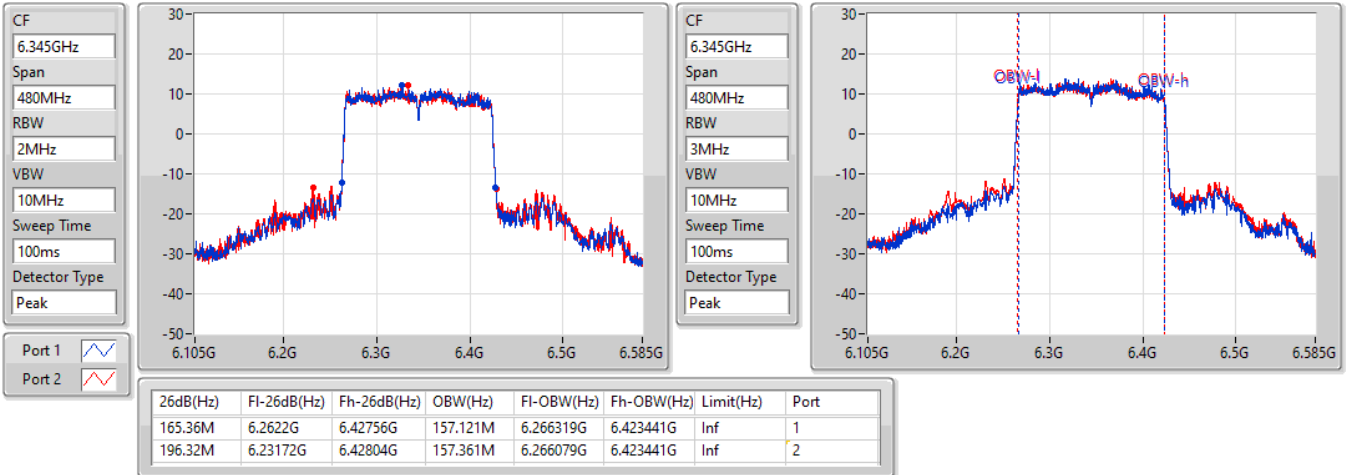 CF
6.345GHz
Span
480MHz
RBW
2MHz
VBW
10MHz
Sweep Time
100ms
Detector Type
Peak
Port 1
Port 2
30
20
10
0
-10
-20
-30
-40
-50
6.105G 6.2G 6.3G 6.4G 6.5G 6.585G
CF
6.345GHz
Span
480MHz
RBW
3MHz
VBW
10MHz
Sweep Time
100ms
Detector Type
Peak
30
20
10
0
-10
-20
-30
-40
-50
OBW-l OBW-h
6.105G 6.2G 6.3G 6.4G 6.5G 6.585G
26dB(Hz) Fl-26dB(Hz) Fh-26dB(Hz) OBW(Hz) Fl-OBW(Hz) Fh-OBW(Hz) Limit(Hz) Port
165.36M 6.2622G 6.42756G 157.121M 6.266319G 6.423441G Inf 1
196.32M 6.23172G 6.42804G 157.361M 6.266079G 6.423441G Inf 2